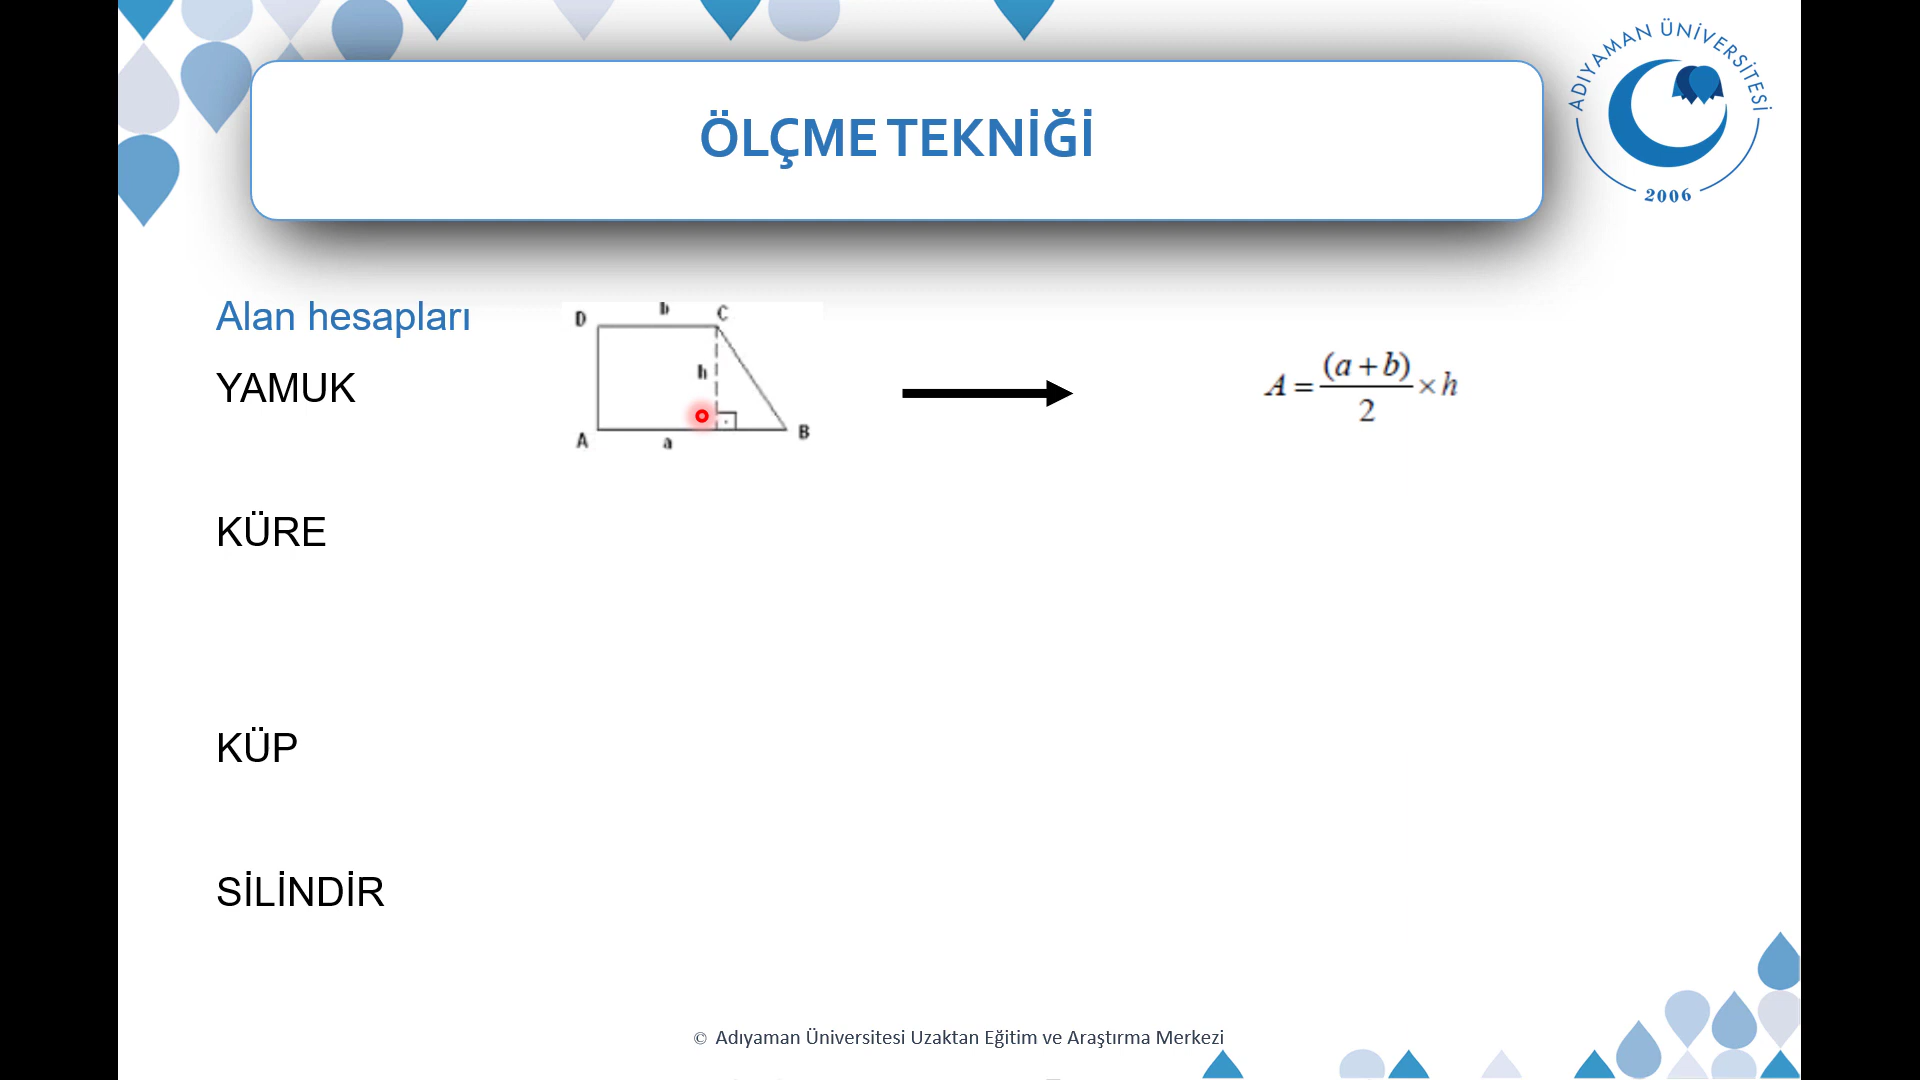 ÖLÇME TEKNİĞİ
ADIYAMAN ÜNİVERSİTESİ
2006
Alan hesapları
D b C
YAMUK
h
A = (a + b) / 2 × h
A a B
KÜRE
KÜP
SİLİNDİR
© Adıyaman Üniversitesi Uzaktan Eğitim ve Araştırma Merkezi